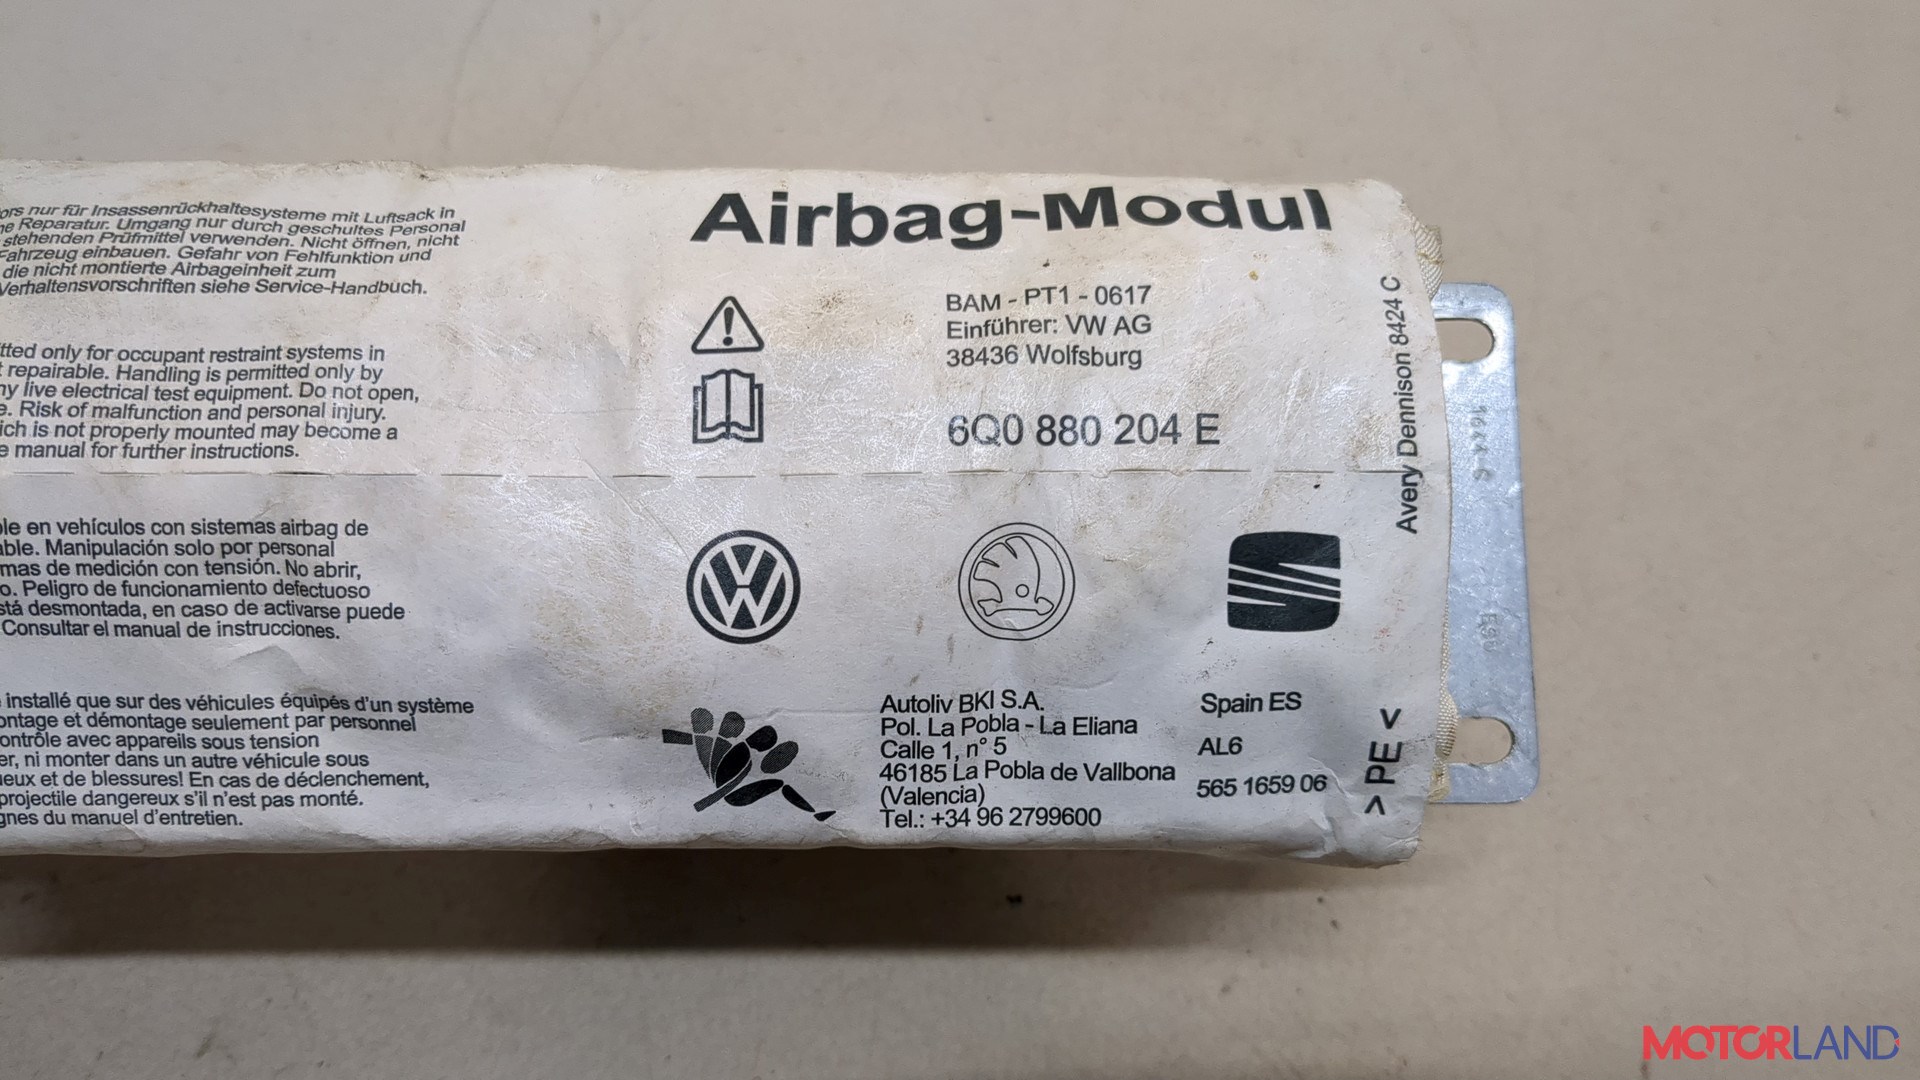 ors nur für Insassenrückhaltesysteme mit Luftsack in
ne Reparatur. Umgang nur durch geschultes Personal
stehenden Prüfmittel verwenden. Nicht öffnen, nicht
Fahrzeug einbauen. Gefahr von Fehlfunktion und
die nicht montierte Airbageinheit zum
Verhaltensvorschriften siehe Service-Handbuch.
tted only for occupant restraint systems in
t repairable. Handling is permitted only by
ny live electrical test equipment. Do not open,
e. Risk of malfunction and personal injury.
ich is not properly mounted may become a
e manual for further instructions.
ole en vehículos con sistemas airbag de
able. Manipulación solo por personal
mas de medición con tensión. No abrir,
o. Peligro de funcionamiento defectuoso
stá desmontada, en caso de activarse puede
Consultar el manual de instrucciones.
installé que sur des véhicules équipés d'un système
ontage et démontage seulement par personnel
ontrôle avec appareils sous tension
er, ni monter dans un autre véhicule sous
ueux et de blessures! En cas de déclenchement,
projectile dangereux s'il n'est pas monté.
gnes du manuel d'entretien.
Airbag-Modul
BAM - PT1 - 0617
Einführer: VW AG
38436 Wolfsburg
6Q0 880 204 E
Avery Dennison 8424 C
Autoliv BKI S.A.
Pol. La Pobla - La Eliana
Calle 1, n° 5
46185 La Pobla de Vallbona
(Valencia)
Tel.: +34 96 2799600
Spain ES
AL6
565 1659 06
> PE <
MOTORLAND